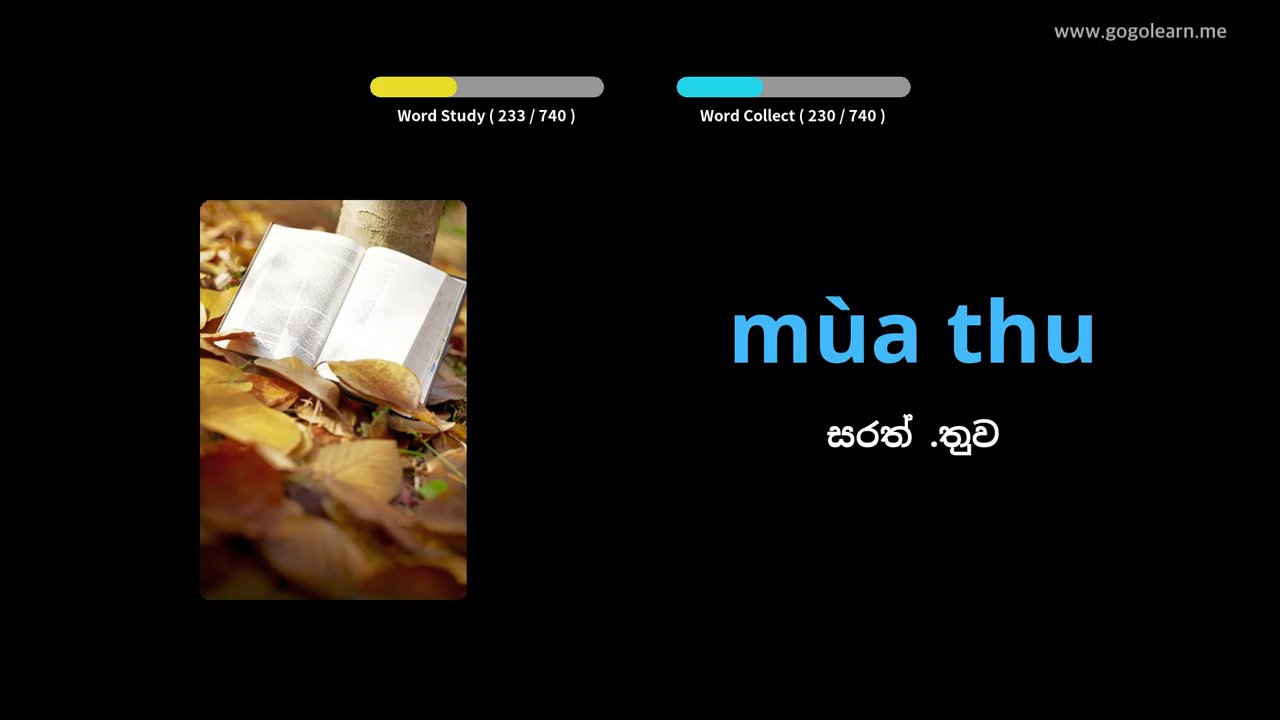 www.gogolearn.me
Word Study ( 233 / 740 )
Word Collect ( 230 / 740 )
mùa thu
සරත් .තුව